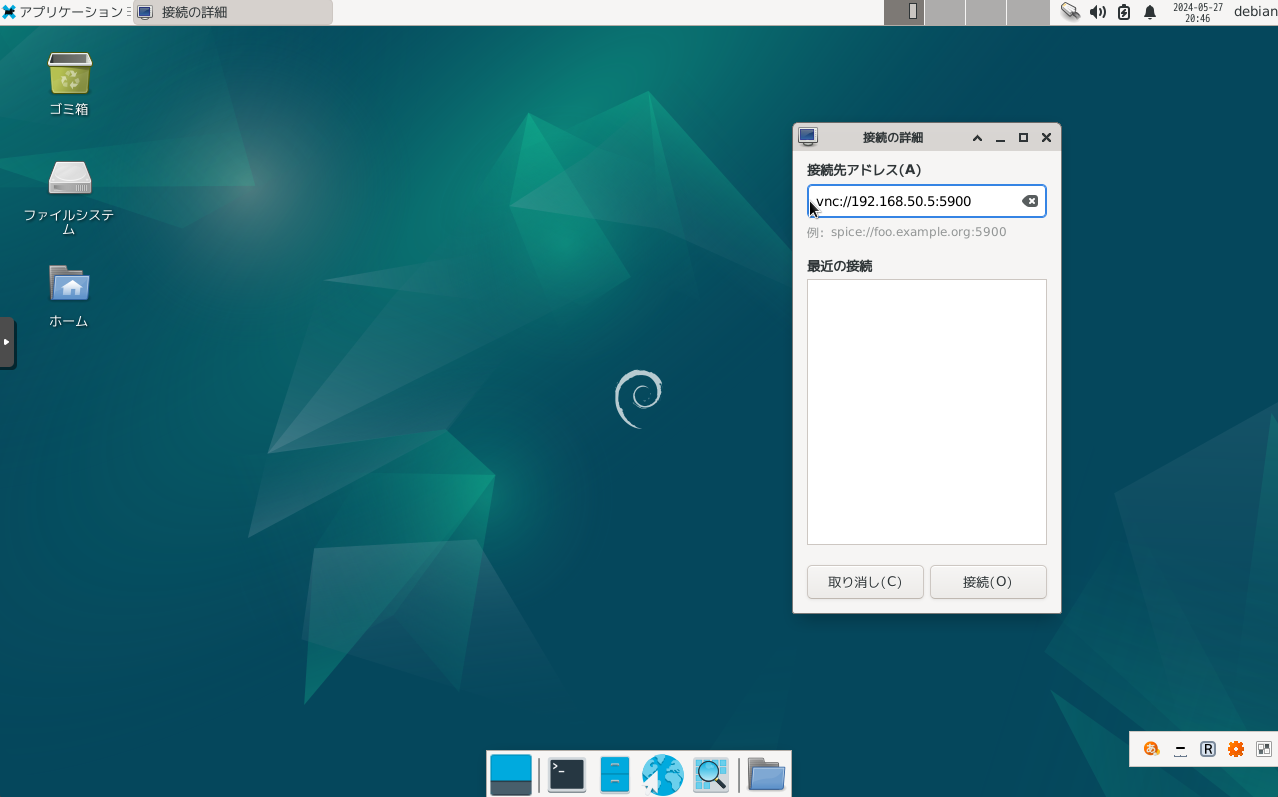 アプリケーション
接続の詳細
2024-05-27
20:46
debian
ゴミ箱
ファイルシステ
ム
ホーム
接続の詳細
接続先アドレス(A)
vnc://192.168.50.5:5900
例: spice://foo.example.org:5900
最近の接続
取り消し(C)
接続(O)
>_
あ
R